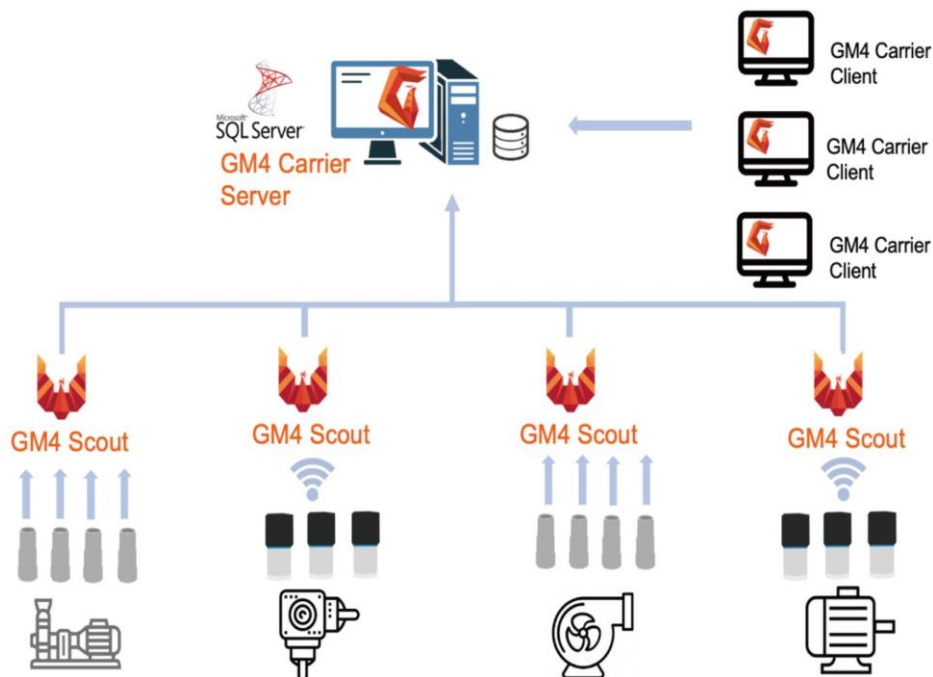 Microsoft®
SQL Server
GM4 Carrier
Server
GM4 Carrier
Client
GM4 Carrier
Client
GM4 Carrier
Client
GM4 Scout
GM4 Scout
GM4 Scout
GM4 Scout